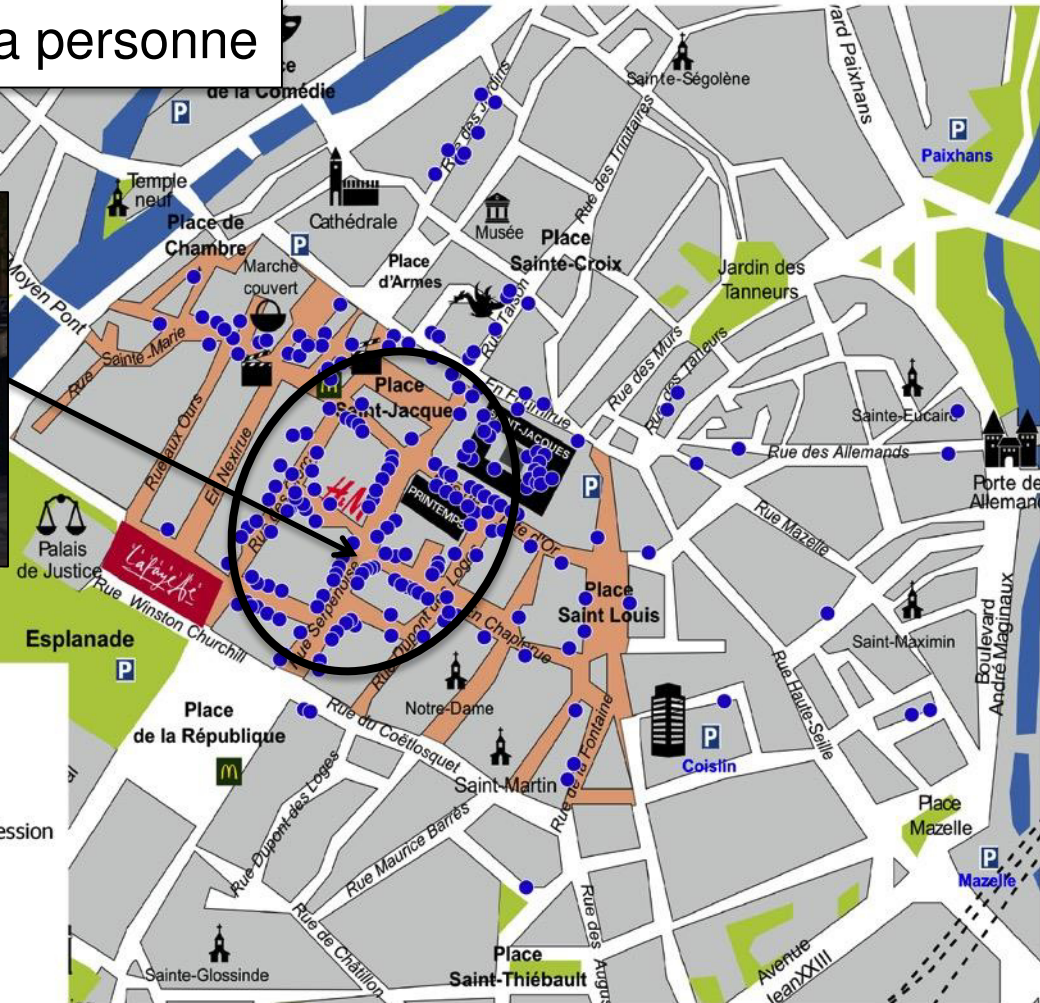 a personne
de la Comédie
P
Sainte-Ségolène
Rue des Jardins
Rue des Trinitaires
P
Paixhans
Temple
neuf
Place de
Chambre
Cathédrale
P
Musée
Place
Sainte-Croix
Place
d'Armes
Marché
couvert
Jardin des
Tanneurs
Moyen Pont
Rue Sainte-Marie
Rue Taison
Rue des Murs
Rue des Tanneurs
En Fournirue
Place
Saint-Jacques
SAINT-JACQUES
Sainte-Eucaire
Rue des Allemands
Porte des
Allemands
Rue aux Ours
En Nexirue
H&M
PRINTEMPS
P
Rue Mazelle
Palais
de Justice
Lafayette
Rue Winston Churchill
Rue Serpenoise
Rue Dupont des Loges
En Chaplerue
Place
Saint Louis
Saint-Maximin
Boulevard
André Maginaux
Esplanade
P
Notre-Dame
Rue Haute-Seille
Place
de la République
Rue du Coëtlosquet
Saint-Martin
Rue de la Fontaine
P
Coislin
Rue Dupont des Loges
Rue Maurice Barrès
Place
Mazelle
P
Mazelle
ession
Rue de Châtillon
Sainte-Glossinde
Place
Saint-Thiébault
Rue des Augus
Avenue
JeanXXIII